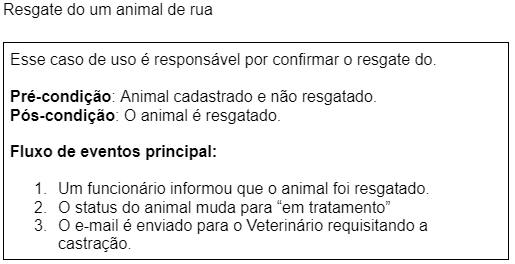 Resgate do um animal de rua
Esse caso de uso é responsável por confirmar o resgate do.
Pré-condição: Animal cadastrado e não resgatado.
Pós-condição: O animal é resgatado.
Fluxo de eventos principal:
1. Um funcionário informou que o animal foi resgatado.
2. O status do animal muda para “em tratamento”
3. O e-mail é enviado para o Veterinário requisitando a
castração.